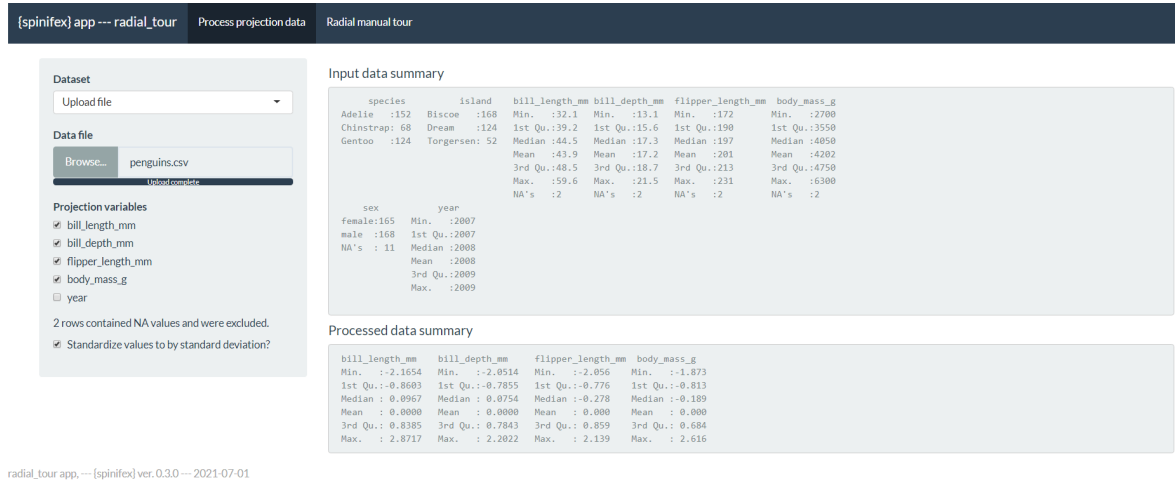 {spinifex} app --- radial_tour Process projection data Radial manual tour
Dataset
Upload file
Data file
Browse... penguins.csv
Upload complete
Projection variables
bill_length_mm
bill_depth_mm
flipper_length_mm
body_mass_g
year
2 rows contained NA values and were excluded.
Standardize values to by standard deviation?
Input data summary
species island bill_length_mm bill_depth_mm flipper_length_mm body_mass_g
Adelie :152 Biscoe :168 Min. :32.1 Min. :13.1 Min. :172 Min. :2700
Chinstrap: 68 Dream :124 1st Qu.:39.2 1st Qu.:15.6 1st Qu.:190 1st Qu.:3550
Gentoo :124 Torgersen: 52 Median :44.5 Median :17.3 Median :197 Median :4050
Mean :43.9 Mean :17.2 Mean :201 Mean :4202
3rd Qu.:48.5 3rd Qu.:18.7 3rd Qu.:213 3rd Qu.:4750
Max. :59.6 Max. :21.5 Max. :231 Max. :6300
NA's :2 NA's :2 NA's :2 NA's :2
sex year
female:165 Min. :2007
male :168 1st Qu.:2007
NA's : 11 Median :2008
Mean :2008
3rd Qu.:2009
Max. :2009
Processed data summary
bill_length_mm bill_depth_mm flipper_length_mm body_mass_g
Min. :-2.1654 Min. :-2.0514 Min. :-2.056 Min. :-1.873
1st Qu.:-0.8603 1st Qu.:-0.7855 1st Qu.:-0.776 1st Qu.:-0.813
Median : 0.0967 Median : 0.0754 Median :-0.278 Median :-0.189
Mean : 0.0000 Mean : 0.0000 Mean : 0.000 Mean : 0.000
3rd Qu.: 0.8385 3rd Qu.: 0.7843 3rd Qu.: 0.859 3rd Qu.: 0.684
Max. : 2.8717 Max. : 2.2022 Max. : 2.139 Max. : 2.616
radial_tour app, --- {spinifex} ver. 0.3.0 --- 2021-07-01